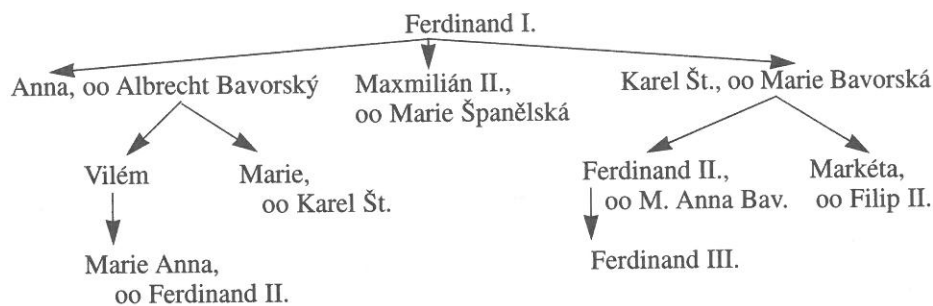 Ferdinand I.
Anna, oo Albrecht Bavorský
Maxmilián II.,
oo Marie Španělská
Karel Št., oo Marie Bavorská
Vilém
Marie,
oo Karel Št.
Ferdinand II.,
oo M. Anna Bav.
Markéta,
oo Filip II.
Marie Anna,
oo Ferdinand II.
Ferdinand III.